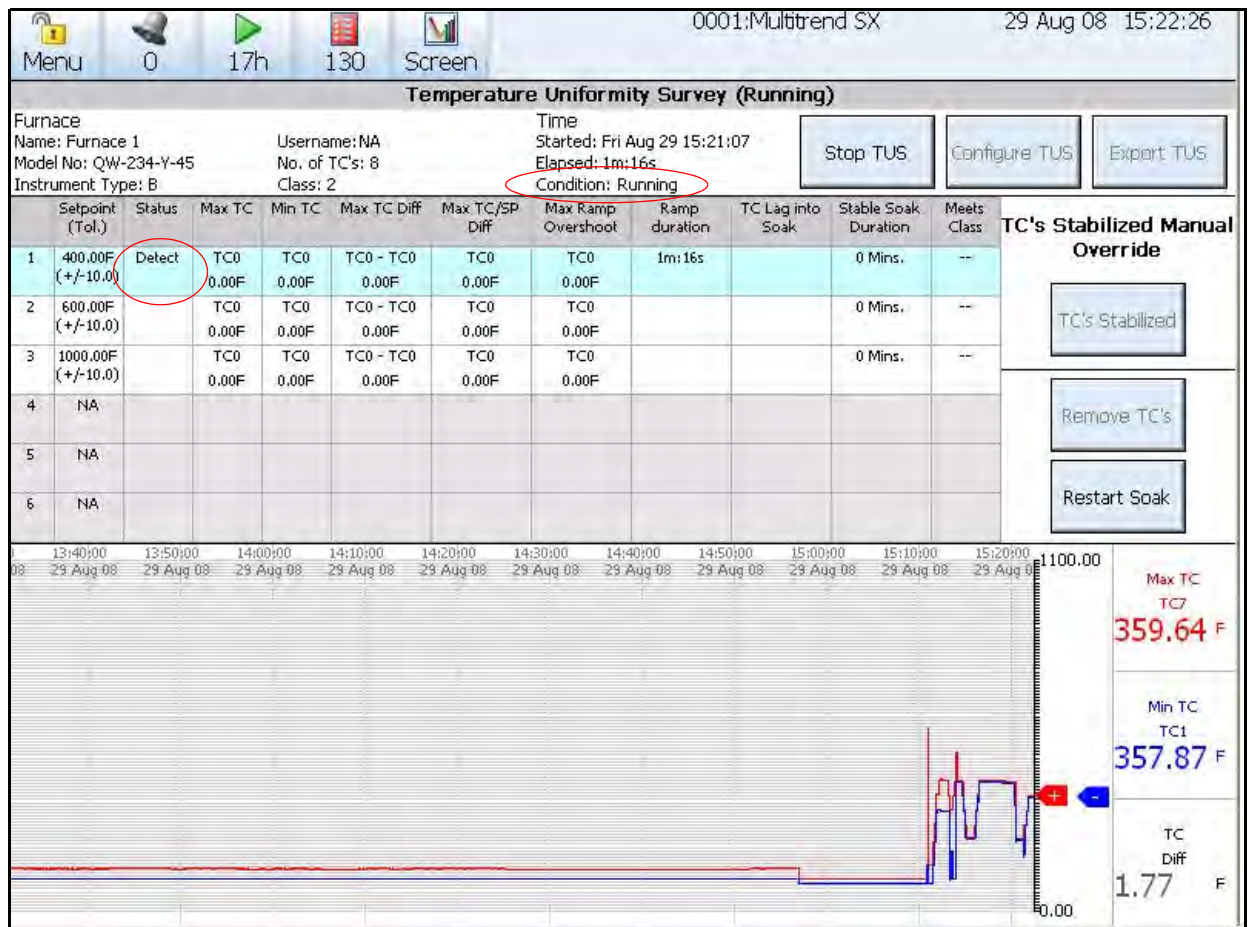 0001:Multitrend SX 29 Aug 08 15:22:26
Menu 0 17h 130 Screen
Temperature Uniformity Survey (Running)
Furnace
Name: Furnace 1
Model No: QW-234-Y-45
Instrument Type: B
Username:NA
No. of TC's: 8
Class: 2
Time
Started: Fri Aug 29 15:21:07
Elapsed: 1m:16s
Condition: Running
Stop TUS
Configure TUS
Export TUS
Setpoint (Tol.) Status Max TC Min TC Max TC Diff Max TC/SP Diff Max Ramp Overshoot Ramp duration TC Lag into Soak Stable Soak Duration Meets Class
1 400.00F Detect TC0 TC0 TC0 - TC0 TC0 TC0 1m:16s 0 Mins. --
(+/-10.0) 0.00F 0.00F 0.00F 0.00F 0.00F
2 600.00F TC0 TC0 TC0 - TC0 TC0 TC0 0 Mins. --
(+/-10.0) 0.00F 0.00F 0.00F 0.00F 0.00F
3 1000.00F TC0 TC0 TC0 - TC0 TC0 TC0 0 Mins. --
(+/-10.0) 0.00F 0.00F 0.00F 0.00F 0.00F
4 NA
5 NA
6 NA
TC's Stabilized Manual
Override
TC's Stabilized
Remove TC's
Restart Soak
13:40:00 13:50:00 14:00:00 14:10:00 14:20:00 14:30:00 14:40:00 14:50:00 15:00:00 15:10:00 15:20:00
08 29 Aug 08 29 Aug 08 29 Aug 08 29 Aug 08 29 Aug 08 29 Aug 08 29 Aug 08 29 Aug 08 29 Aug 08 29 Aug 08 29 Aug 0
1100.00
0.00
Max TC
TC7
359.64 F
Min TC
TC1
357.87 F
TC
Diff
1.77 F
+
-